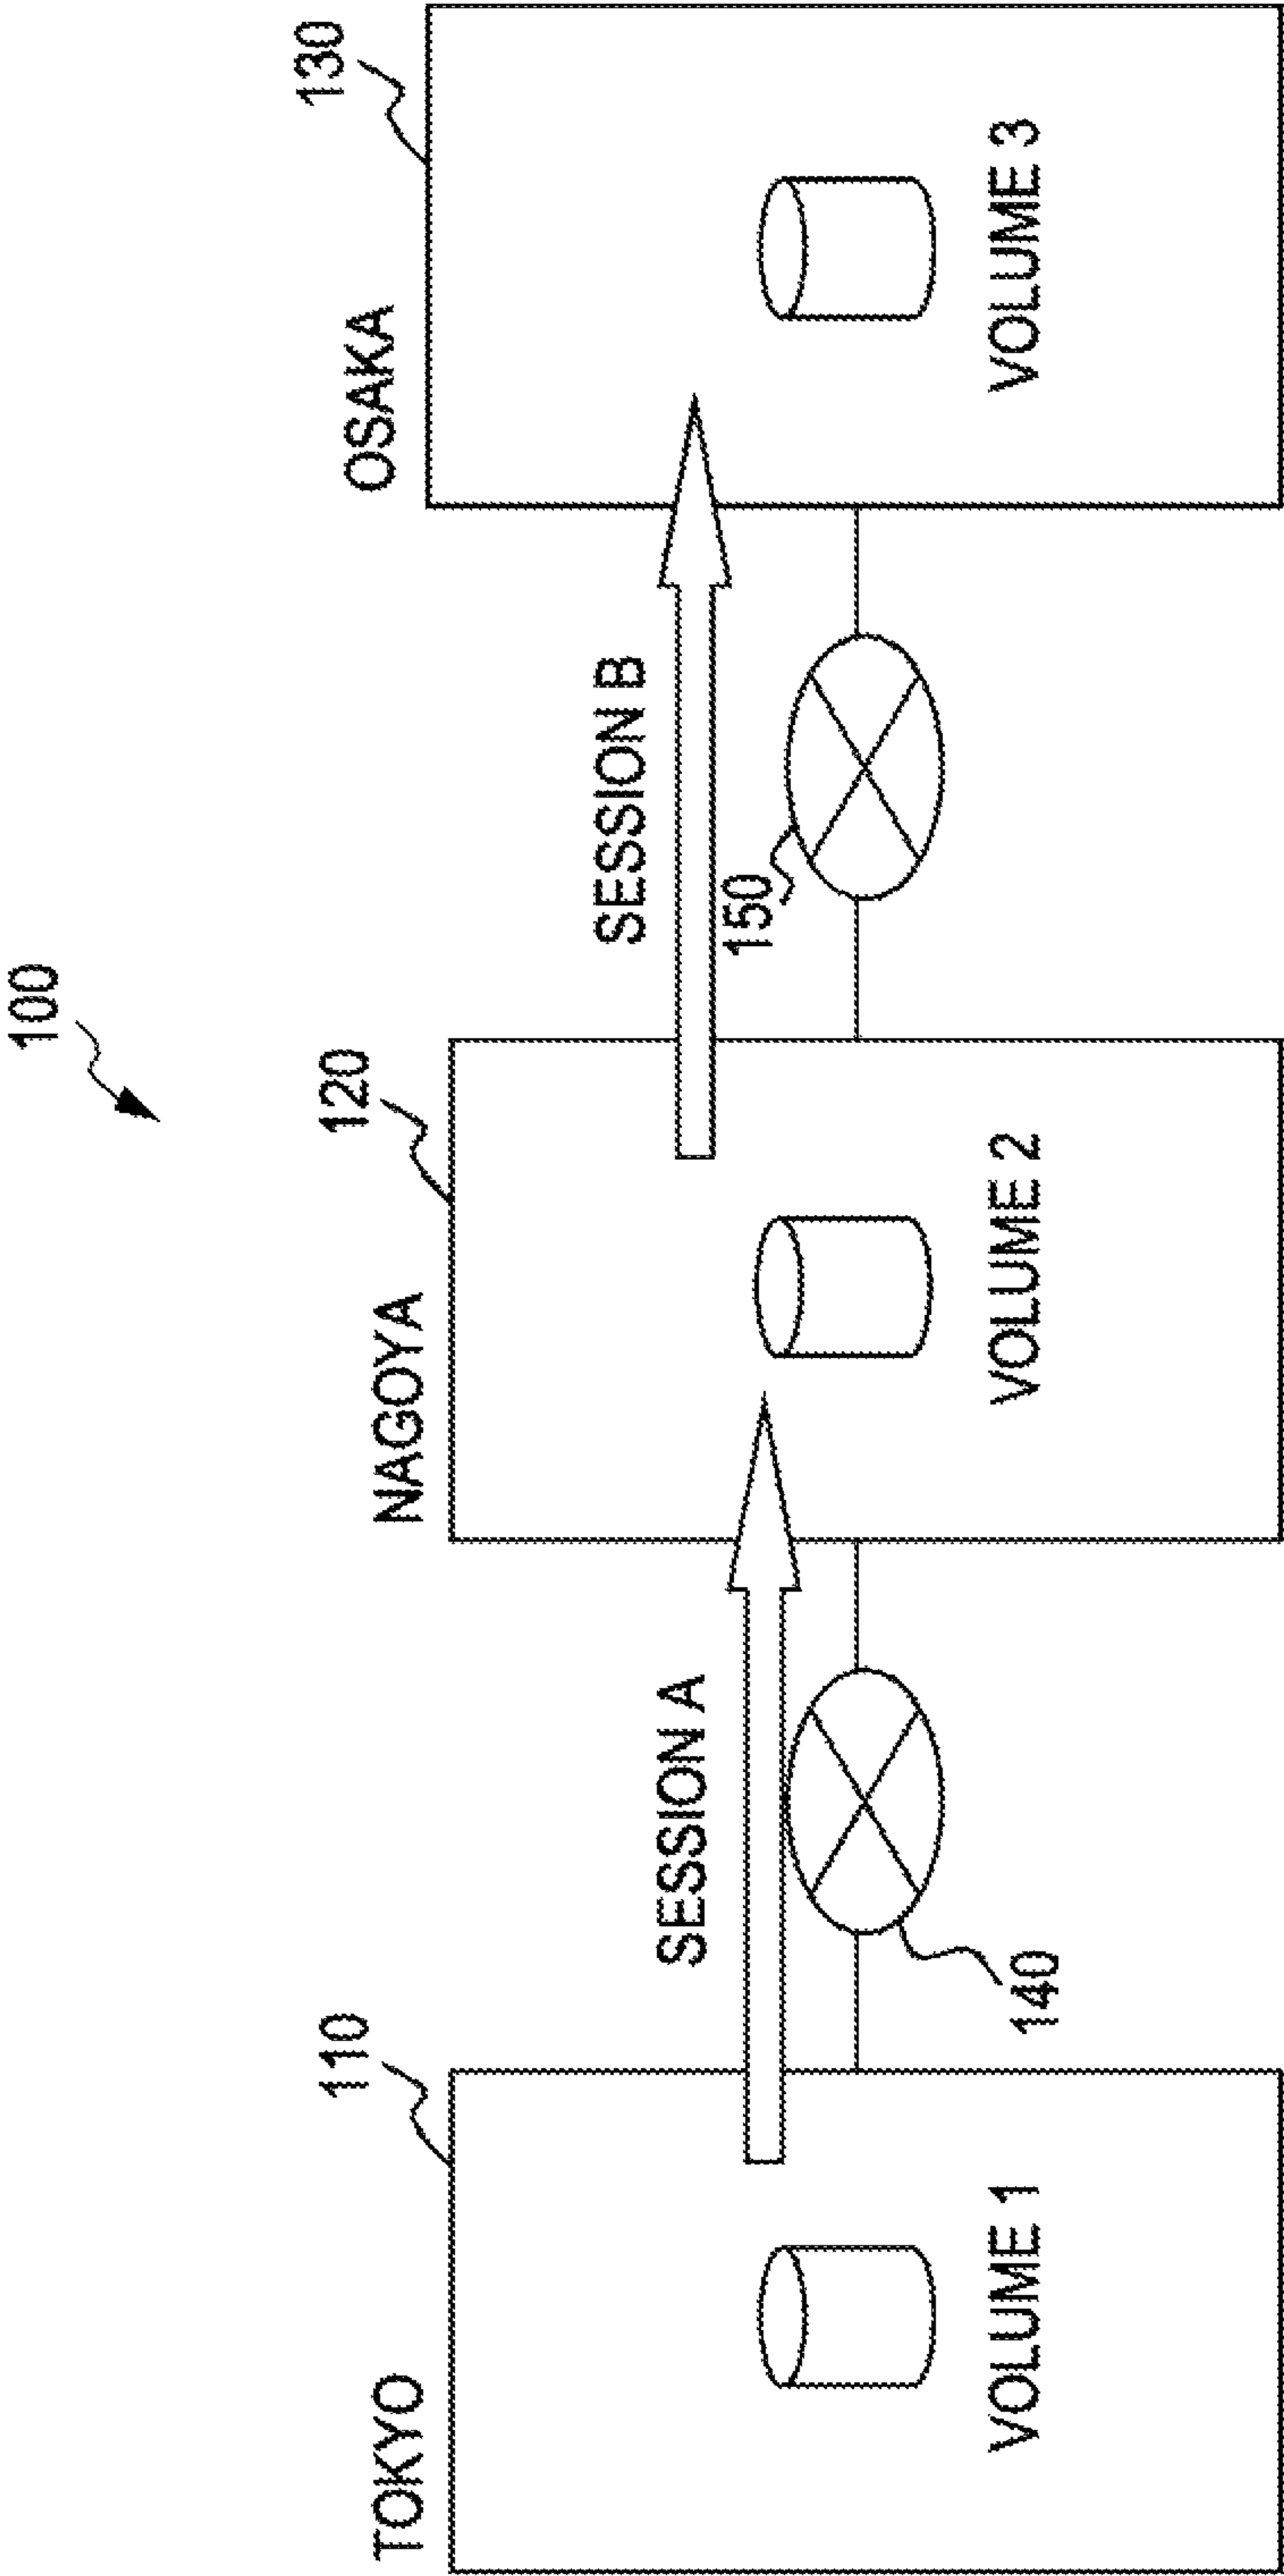 100
TOKYO
110
NAGOYA
120
OSAKA
130
SESSION A
SESSION B
140
150
VOLUME 1
VOLUME 2
VOLUME 3